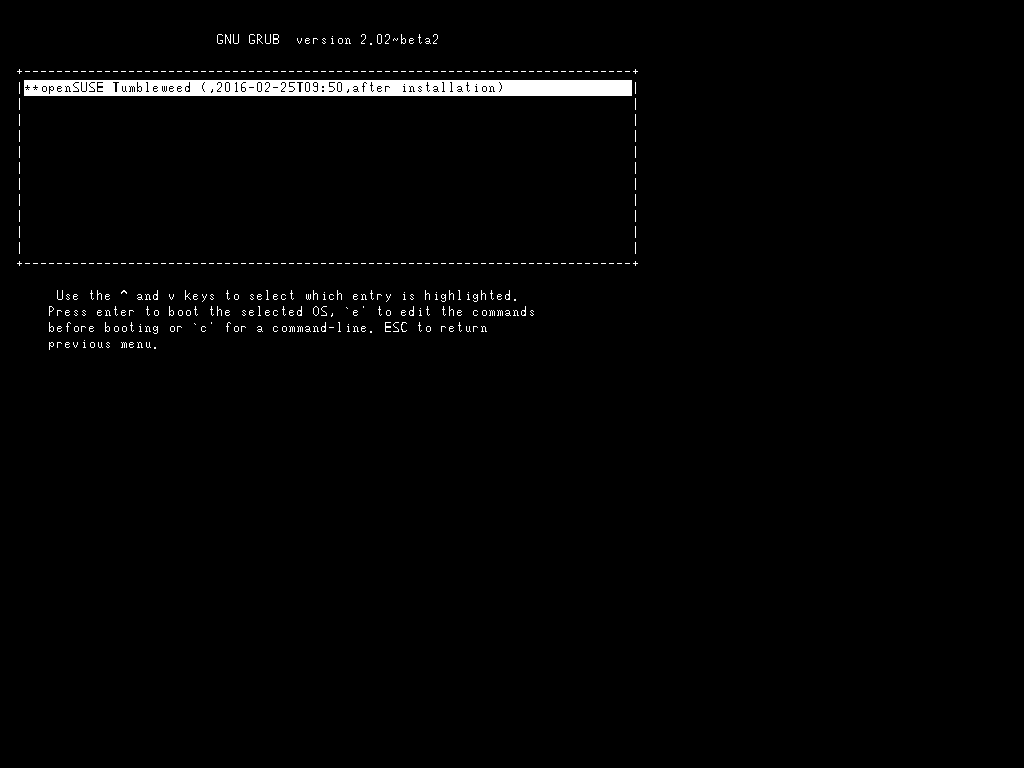 GNU GRUB  version 2.02~beta2
**openSUSE Tumbleweed (,2016-02-25T09:50,after installation)
Use the ^ and v keys to select which entry is highlighted.
Press enter to boot the selected OS, `e' to edit the commands
before booting or `c' for a command-line. ESC to return
previous menu.